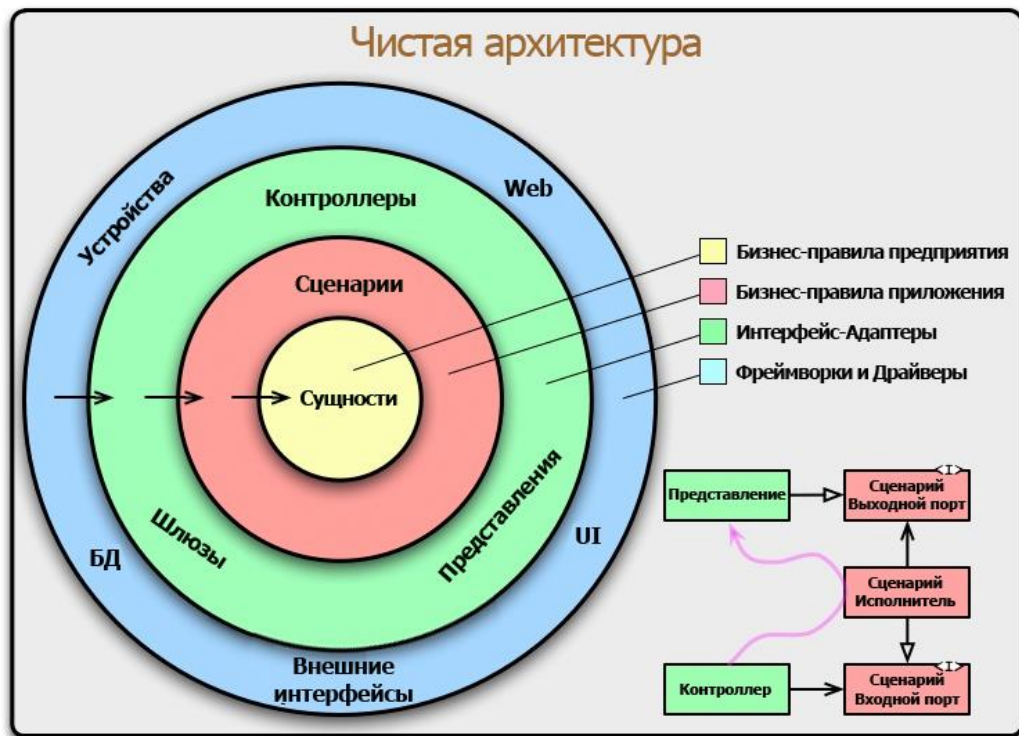 Чистая архитектура
Устройства
Контроллеры
Web
Сценарии
Сущности
Шлюзы
Представления
БД
UI
Внешние
интерфейсы
Бизнес-правила предприятия
Бизнес-правила приложения
Интерфейс-Адаптеры
Фреймворки и Драйверы
Представление
<I>
Сценарий
Выходной порт
Сценарий
Исполнитель
Контроллер
<I>
Сценарий
Входной порт